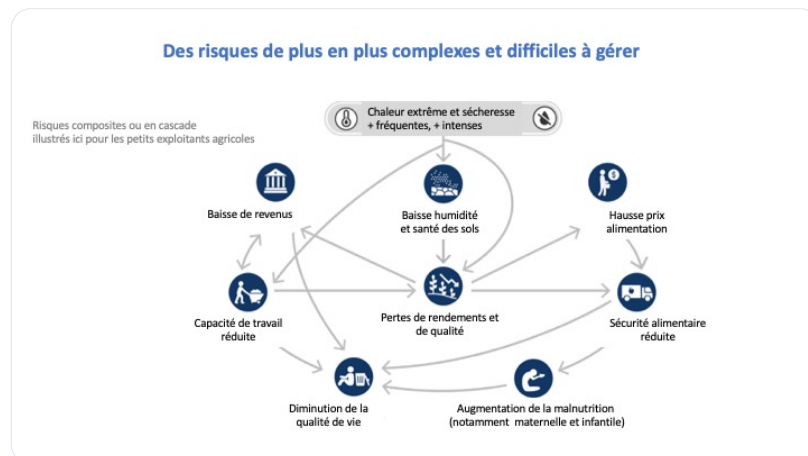 Des risques de plus en plus complexes et difficiles à gérer
Chaleur extrême et sécheresse
+ fréquentes, + intenses
Risques composites ou en cascade
illustrés ici pour les petits exploitants agricoles
Baisse de revenus
Baisse humidité
et santé des sols
Hausse prix
alimentation
Capacité de travail
réduite
Pertes de rendements et
de qualité
Sécurité alimentaire
réduite
Diminution de la
qualité de vie
Augmentation de la malnutrition
(notamment maternelle et infantile)